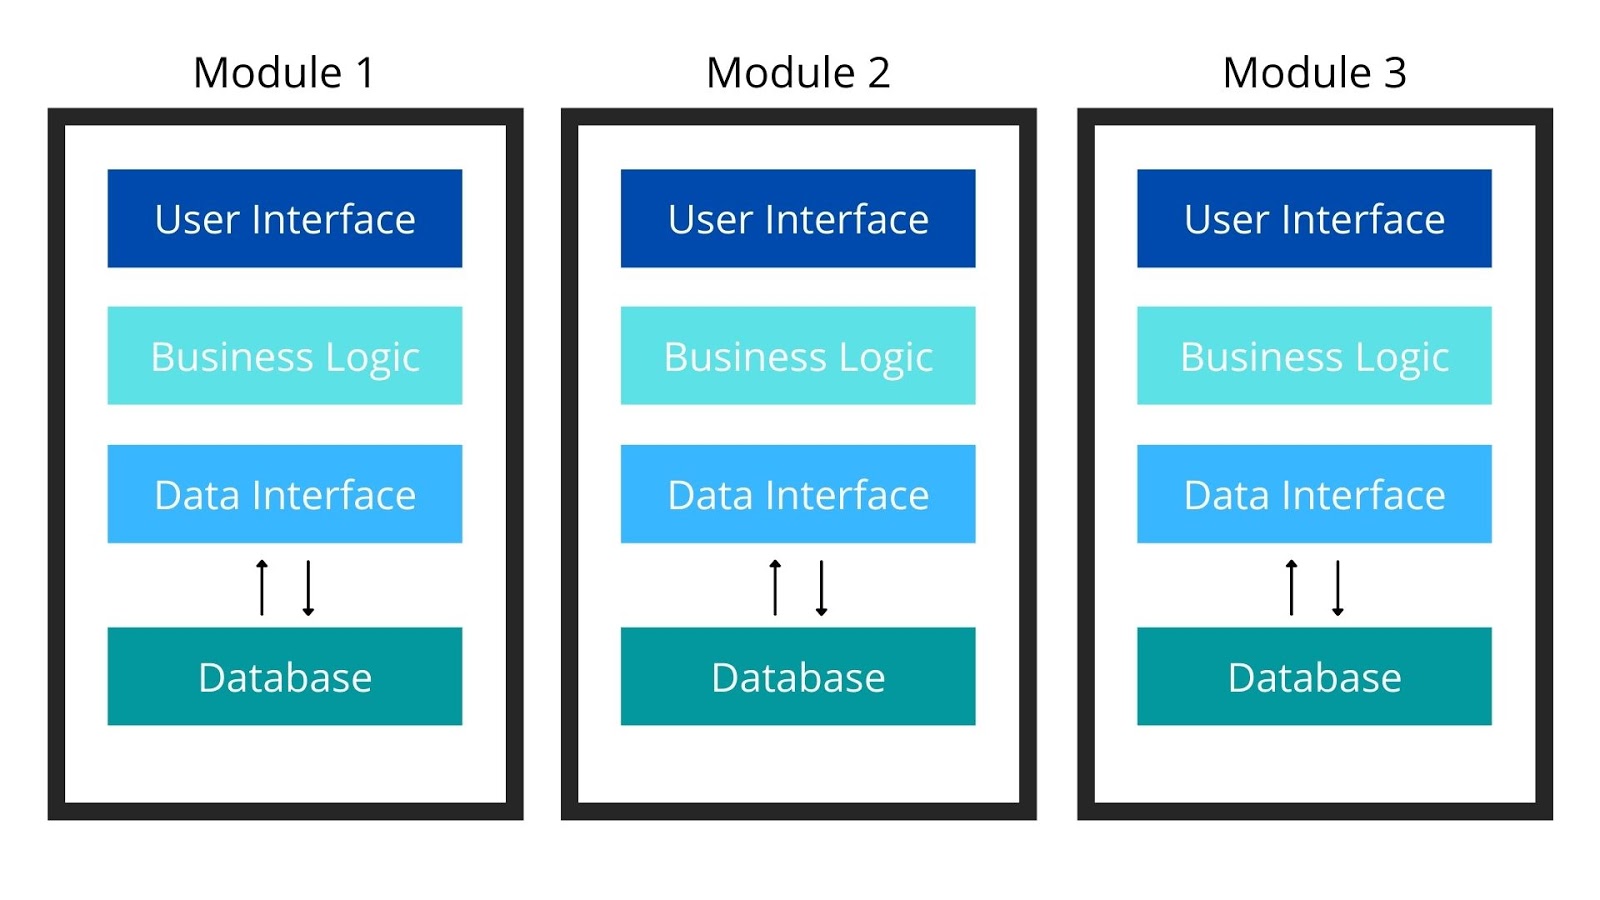 Module 1
User Interface
Business Logic
Data Interface
Database
Module 2
User Interface
Business Logic
Data Interface
Database
Module 3
User Interface
Business Logic
Data Interface
Database